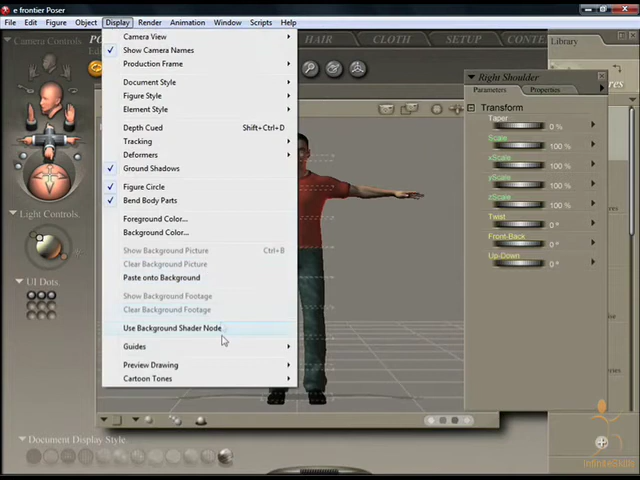 e frontier Poser
File Edit Figure Object Display Render Animation Window Scripts Help
Camera Controls
HAIR CLOTH SETUP
Library
Camera View
Show Camera Names
Production Frame
Document Style
Figure Style
Element Style
Depth Cued Shift+Ctrl+D
Tracking
Deformers
Ground Shadows
Figure Circle
Bend Body Parts
Foreground Color...
Background Color...
Show Background Picture Ctrl+B
Clear Background Picture
Paste onto Background
Show Background Footage
Clear Background Footage
Use Background Shader Node
Guides
Preview Drawing
Cartoon Tones
Right Shoulder
Parameters Properties
Transform
Taper
0 %
Scale
100 %
xScale
100 %
yScale
100 %
zScale
100 %
Twist
0 °
Front-Back
0 °
Up-Down
0 °
Light Controls.
UI Dots.
Document Display Style